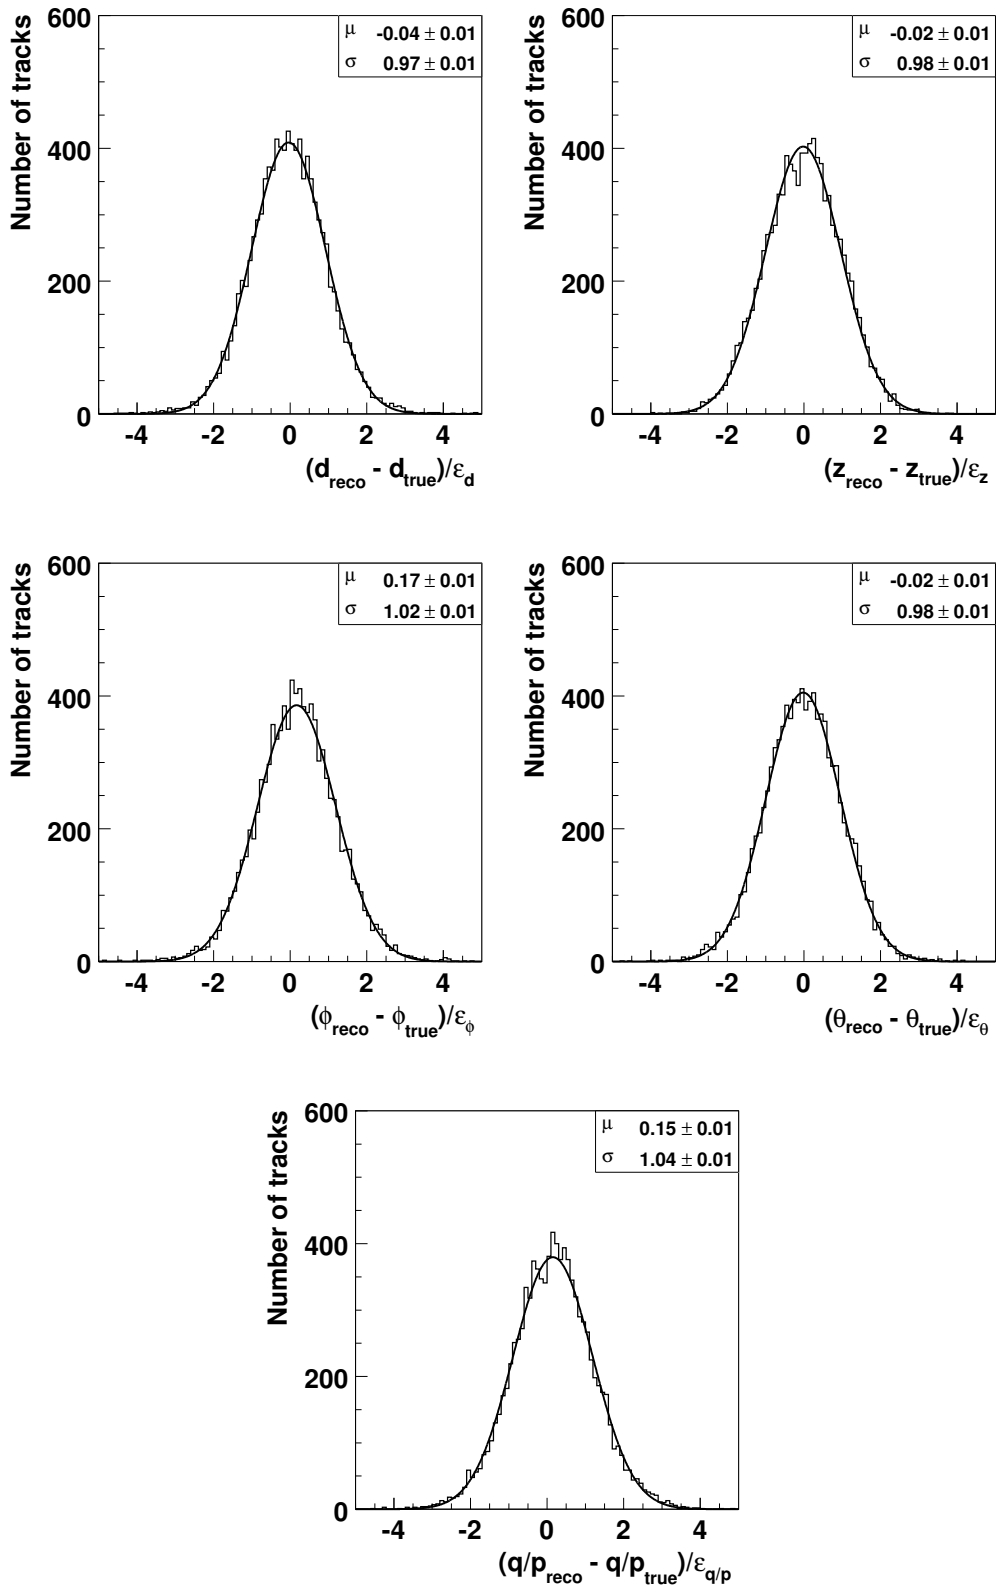 Number of tracks
600
400
200
0
-4 -2 0 2 4
μ -0.04 ± 0.01
σ 0.97 ± 0.01
(d_reco - d_true)/ε_d
Number of tracks
600
400
200
0
-4 -2 0 2 4
μ -0.02 ± 0.01
σ 0.98 ± 0.01
(z_reco - z_true)/ε_z
Number of tracks
600
400
200
0
-4 -2 0 2 4
μ 0.17 ± 0.01
σ 1.02 ± 0.01
(ϕ_reco - ϕ_true)/ε_ϕ
Number of tracks
600
400
200
0
-4 -2 0 2 4
μ -0.02 ± 0.01
σ 0.98 ± 0.01
(θ_reco - θ_true)/ε_θ
Number of tracks
600
400
200
0
-4 -2 0 2 4
μ 0.15 ± 0.01
σ 1.04 ± 0.01
(q/p_reco - q/p_true)/ε_q/p